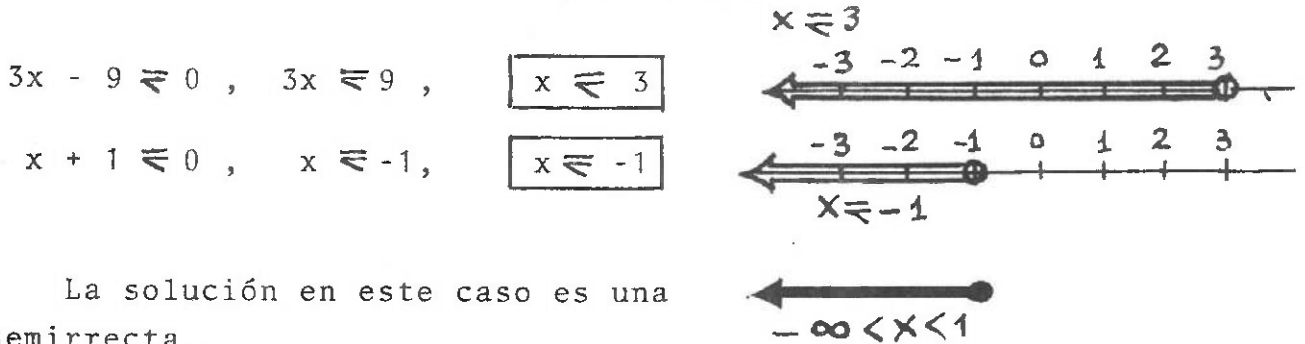 x ⩽ 3
3x - 9 ⩽ 0 , 3x ⩽ 9 , x ⩽ 3
-3 -2 -1 0 1 2 3
x + 1 ⩽ 0 , x ⩽ -1, x ⩽ -1
-3 -2 -1 0 1 2 3
x ⩽ -1
La solución en este caso es una
emirrecta
- ∞ < x < 1